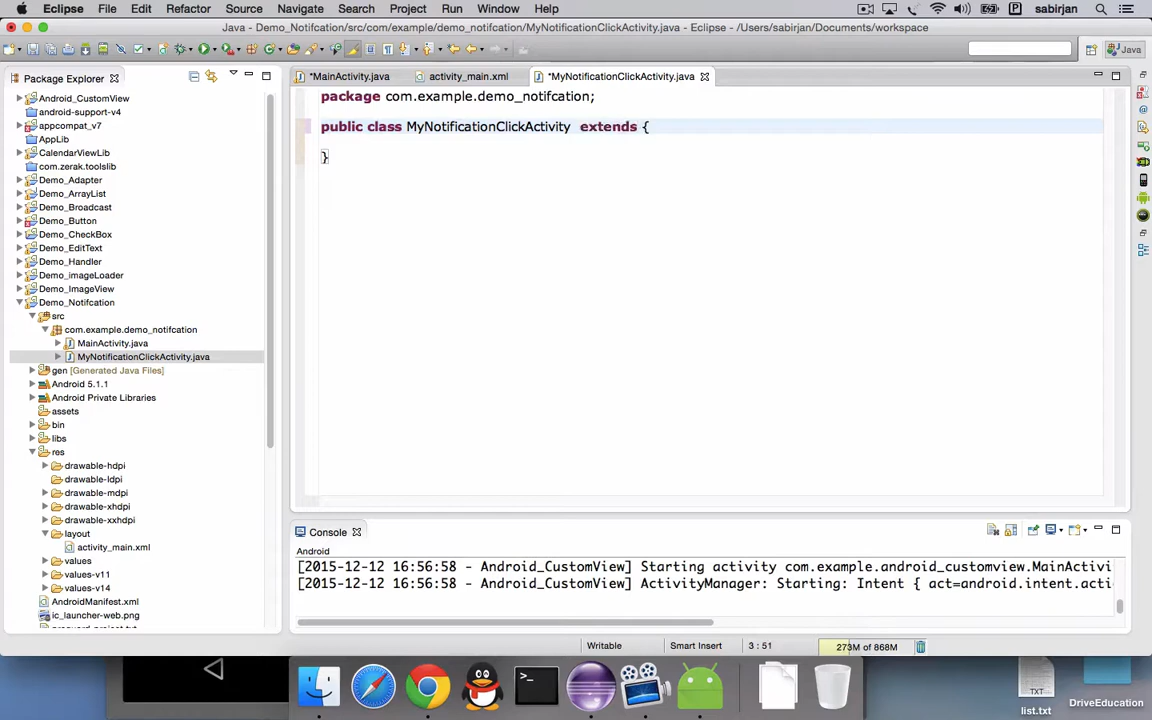 Eclipse File Edit Source Refactor Navigate Search Project Run Window Help sabirjan
Java - Demo_Notifcation/src/com/example/demo_notifcation/MyNotificationClickActivity.java - Eclipse - /Users/sabirjan/Documents/workspace
Java
Package Explorer
*MainActivity.java activity_main.xml *MyNotificationClickActivity.java
package com.example.demo_notifcation;
public class MyNotificationClickActivity  extends {
}
Android_CustomView
android-support-v4
appcompat_v7
AppLib
CalendarViewLib
com.zerak.toolslib
Demo_Adapter
Demo_ArrayList
Demo_Broadcast
Demo_Button
Demo_CheckBox
Demo_EditText
Demo_Handler
Demo_imageLoader
Demo_ImageView
Demo_Notifcation
src
com.example.demo_notifcation
MainActivity.java
MyNotificationClickActivity.java
gen [Generated Java Files]
Android 5.1.1
Android Private Libraries
assets
bin
libs
res
drawable-hdpi
drawable-ldpi
drawable-mdpi
drawable-xhdpi
drawable-xxhdpi
layout
activity_main.xml
values
values-v11
values-v14
AndroidManifest.xml
ic_launcher-web.png
Console
Android
[2015-12-12 16:56:58 - Android_CustomView] Starting activity com.example.android_customview.MainActivi
[2015-12-12 16:56:58 - Android_CustomView] ActivityManager: Starting: Intent { act=android.intent.acti
Writable Smart Insert 3 : 51 273M of 868M
TXT
list.txt
DriveEducation